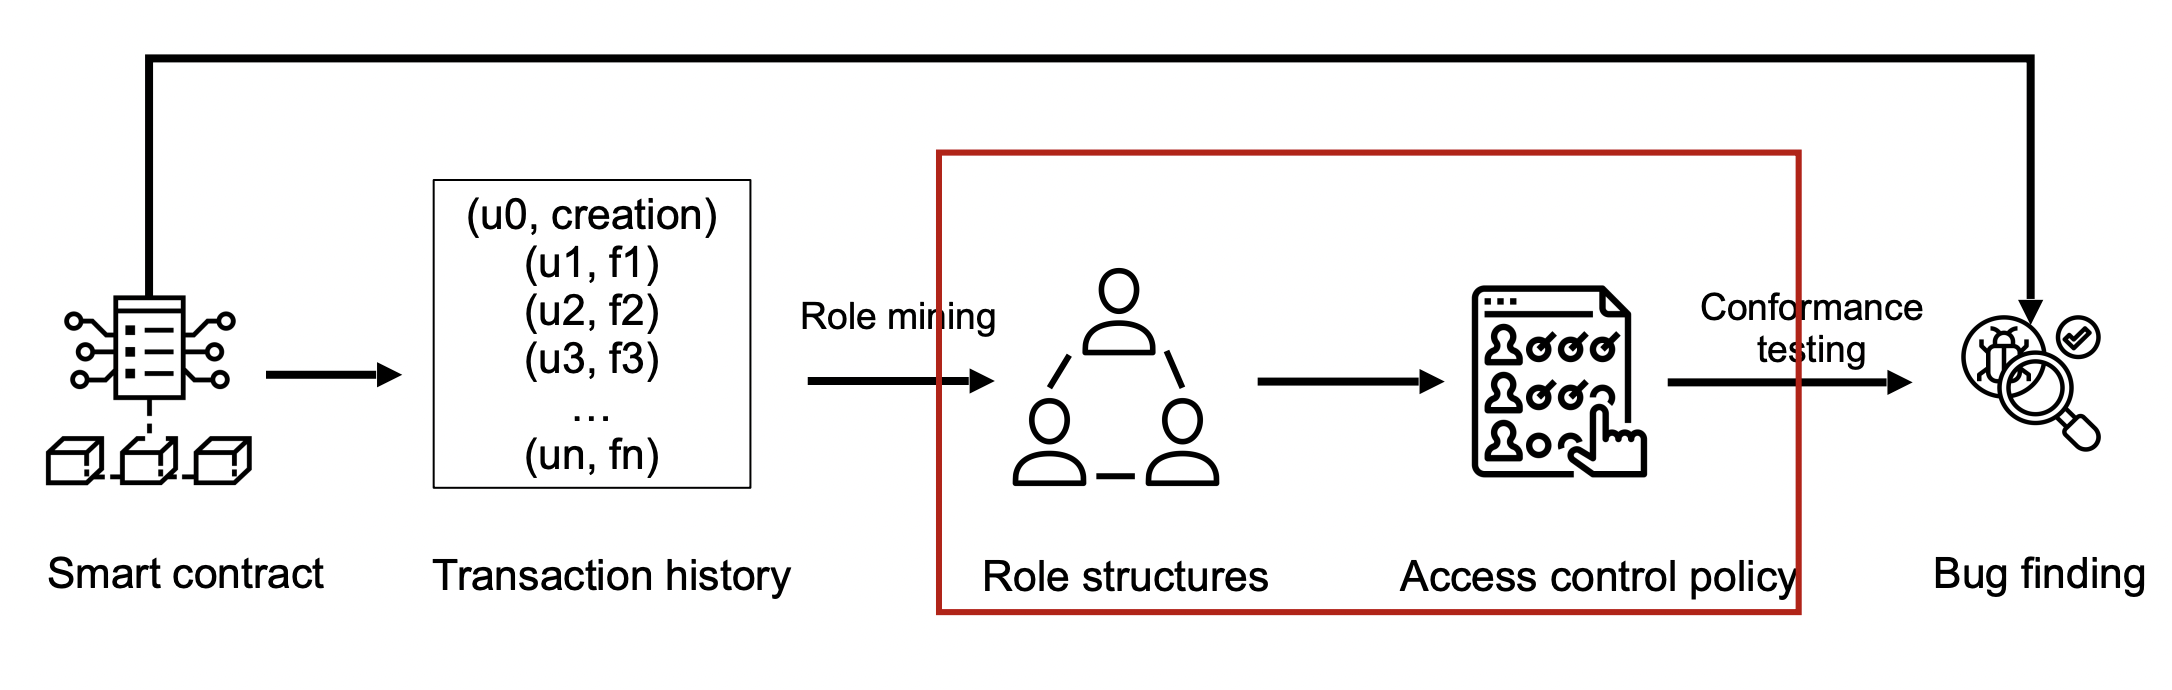 (u0, creation)
(u1, f1)
(u2, f2)
(u3, f3)
...
(un, fn)
Role mining
Conformance
testing
Smart contract
Transaction history
Role structures
Access control policy
Bug finding